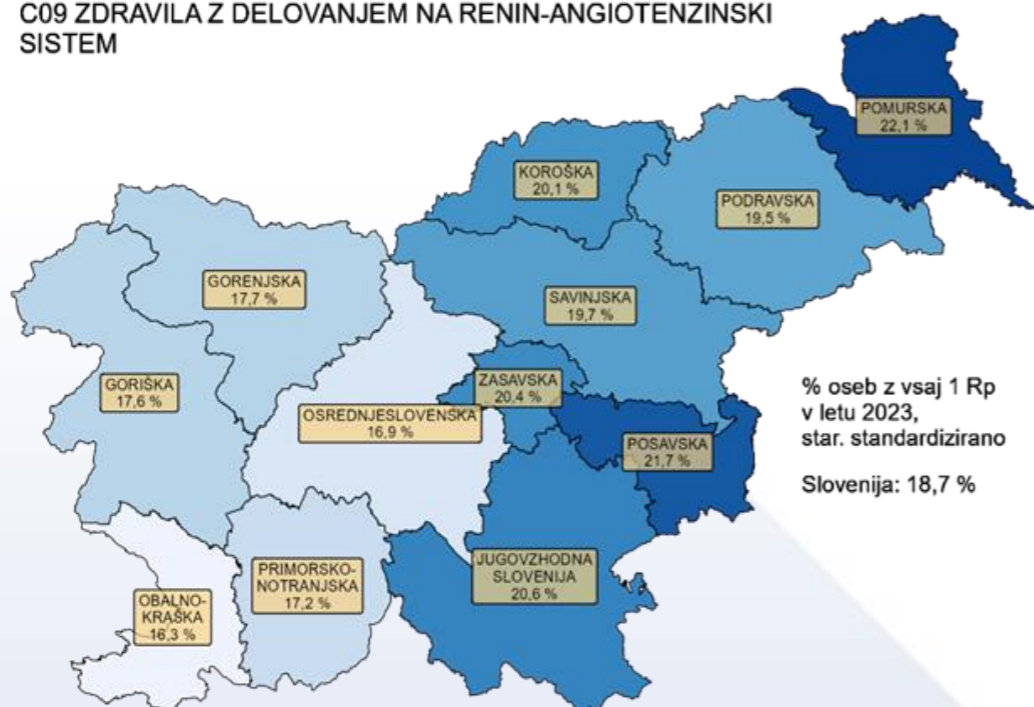 C09 ZDRAVILA Z DELOVANJEM NA RENIN-ANGIOTENZINSKI
SISTEM
POMURSKA
22,1 %
KOROŠKA
20,1 %
PODRAVSKA
19,5 %
GORENJSKA
17,7 %
SAVINJSKA
19,7 %
GORIŠKA
17,6 %
ZASAVSKA
20,4 %
OSREDNJESLOVENSKA
16,9 %
POSAVSKA
21,7 %
% oseb z vsaj 1 Rp
v letu 2023,
star. standardizirano
Slovenija: 18,7 %
JUGOVZHODNA
SLOVENIJA
20,6 %
PRIMORSKO-
NOTRANJSKA
17,2 %
OBALNO-
KRAŠKA
16,3 %